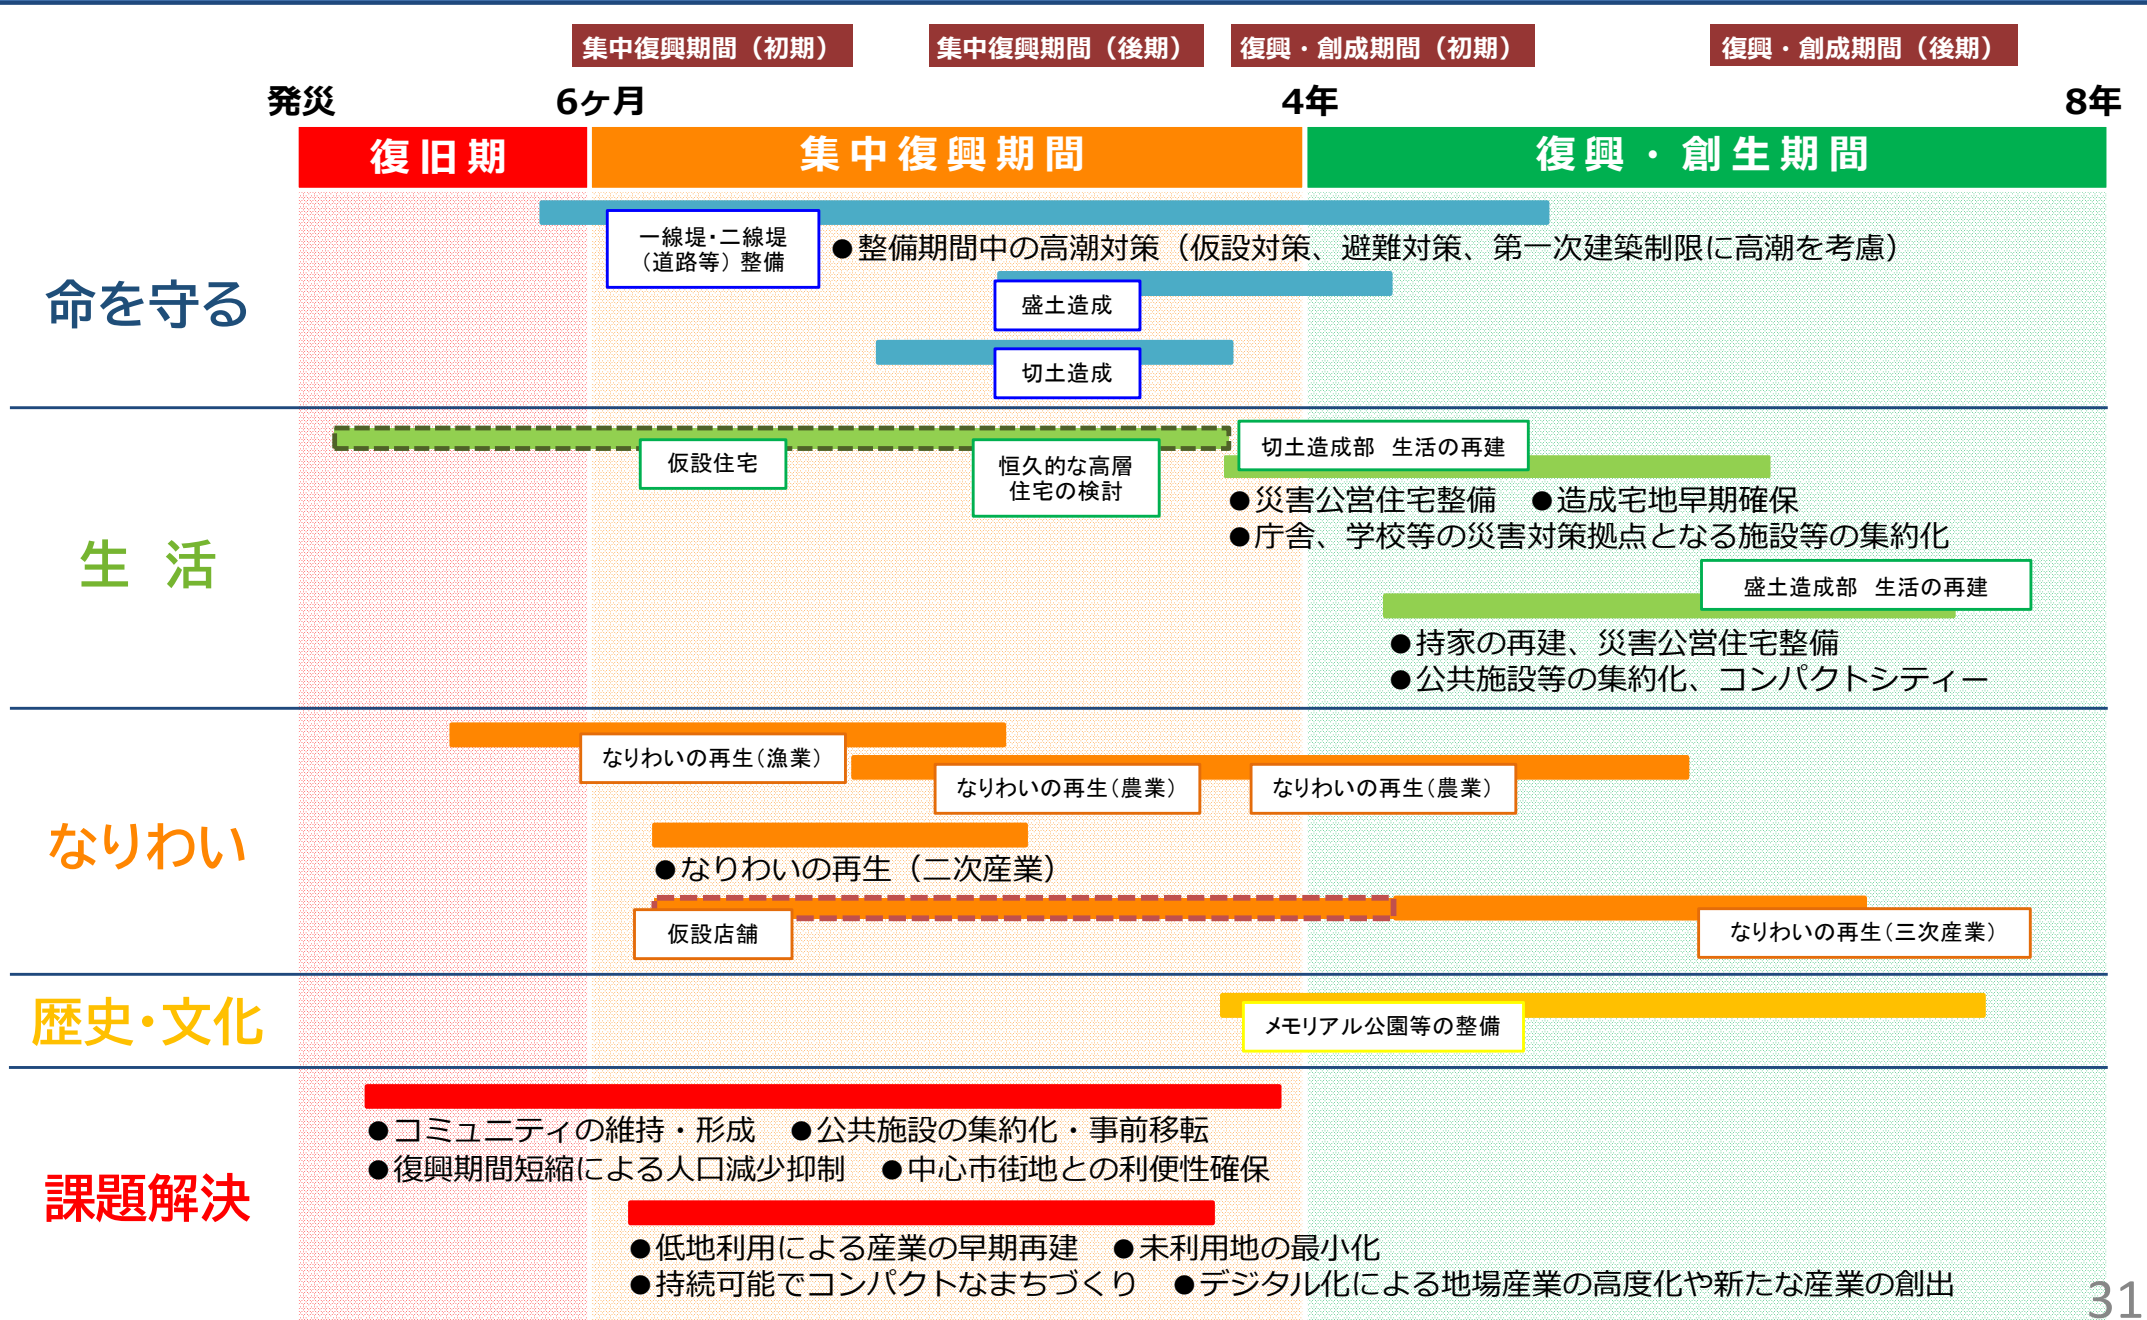 集中復興期間（初期）
集中復興期間（後期）
復興・創成期間（初期）
復興・創成期間（後期）
発災
6ヶ月
4年
8年
復旧期
集中復興期間
復興・創生期間
命を守る
一線堤・二線堤
（道路等）整備
●整備期間中の高潮対策（仮設対策、避難対策、第一次建築制限に高潮を考慮）
盛土造成
切土造成
生 活
仮設住宅
恒久的な高層
住宅の検討
切土造成部 生活の再建
●災害公営住宅整備 ●造成宅地早期確保
●庁舎、学校等の災害対策拠点となる施設等の集約化
盛土造成部 生活の再建
●持家の再建、災害公営住宅整備
●公共施設等の集約化、コンパクトシティー
なりわい
なりわいの再生（漁業）
なりわいの再生（農業）
なりわいの再生（農業）
●なりわいの再生（二次産業）
仮設店舗
なりわいの再生（三次産業）
歴史・文化
メモリアル公園等の整備
課題解決
●コミュニティの維持・形成 ●公共施設の集約化・事前移転
●復興期間短縮による人口減少抑制 ●中心市街地との利便性確保
●低地利用による産業の早期再建 ●未利用地の最小化
●持続可能でコンパクトなまちづくり ●デジタル化による地場産業の高度化や新たな産業の創出
31